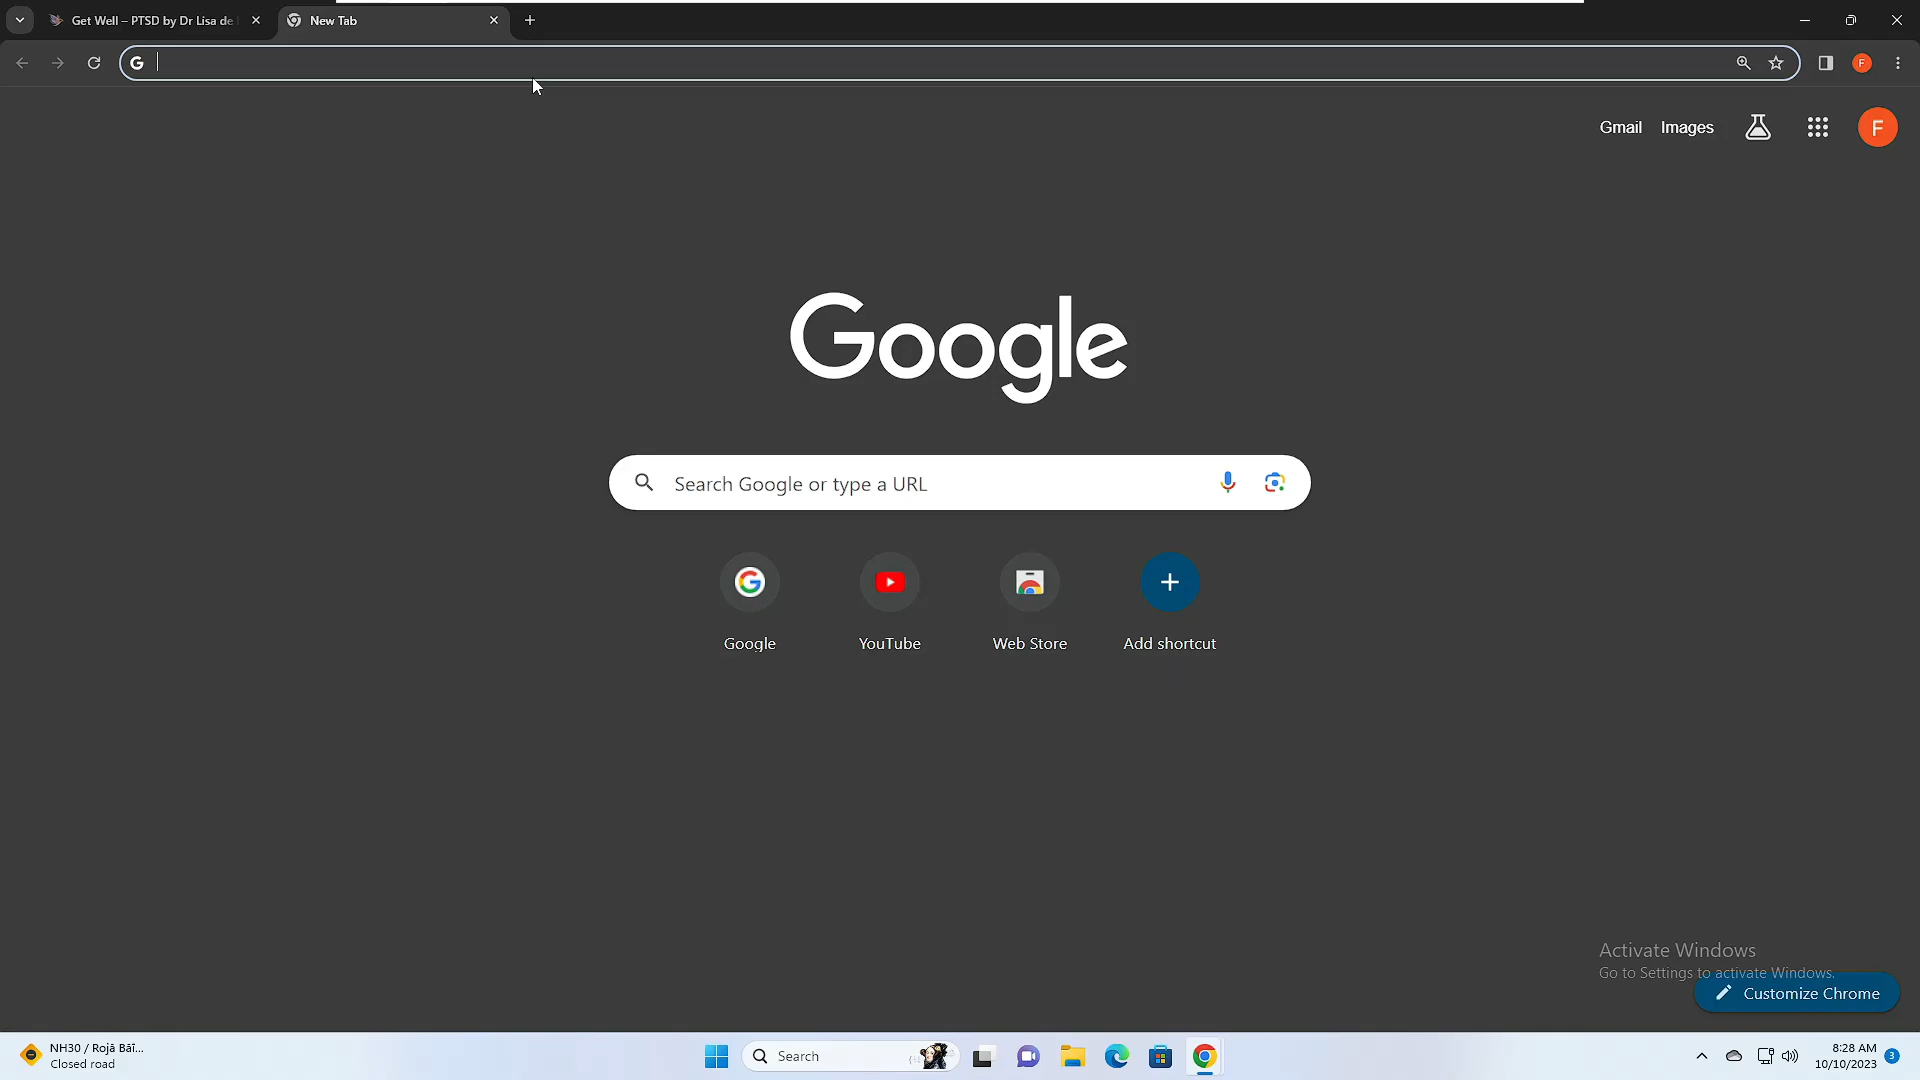 Get Well – PTSD by Dr Lisa de
New Tab
F
Gmail
Images
F
Google
Search Google or type a URL
Google
YouTube
Web Store
Add shortcut
Activate Windows
Go to Settings to activate Windows.
Customize Chrome
NH30 / Rojā Bāī...
Closed road
Search
8:28 AM
10/10/2023
3